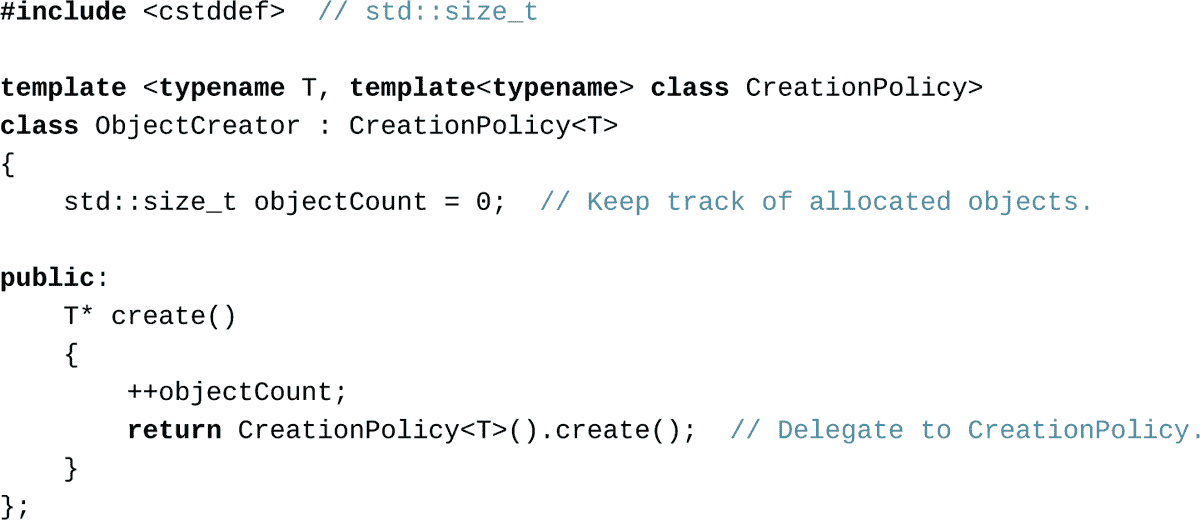 #include <cstddef>  // std::size_t

template <typename T, template<typename> class CreationPolicy>
class ObjectCreator : CreationPolicy<T>
{
    std::size_t objectCount = 0;  // Keep track of allocated objects.

public:
    T* create()
    {
        ++objectCount;
        return CreationPolicy<T>().create();  // Delegate to CreationPolicy.
    }
};